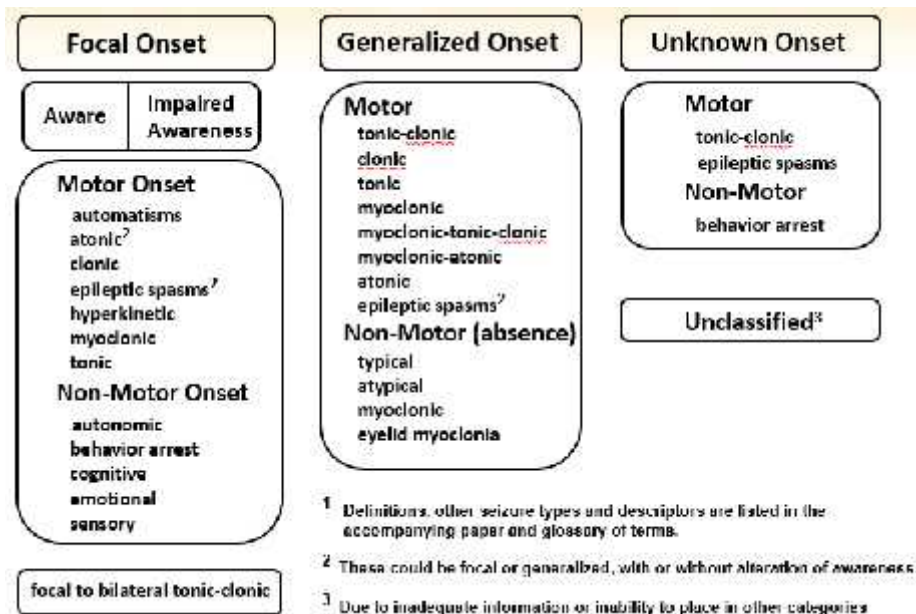 Focal Onset
Aware
Impaired
Awareness
Motor Onset
automatisms
atonic²
clonic
epileptic spasms²
hyperkinetic
myoclonic
tonic
Non-Motor Onset
autonomic
behavior arrest
cognitive
emotional
sensory
focal to bilateral tonic-clonic
Generalized Onset
Motor
tonic-clonic
clonic
tonic
myoclonic
myoclonic-tonic-clonic
myoclonic-atonic
atonic
epileptic spasms²
Non-Motor (absence)
typical
atypical
myoclonic
eyelid myoclonia
Unknown Onset
Motor
tonic-clonic
epileptic spasms
Non-Motor
behavior arrest
Unclassified³
¹ Definitions, other seizure types and descriptors are listed in the
accompanying paper and glossary of terms.
² These could be focal or generalized, with or without alteration of awareness
³ Due to inadequate information or inability to place in other categories